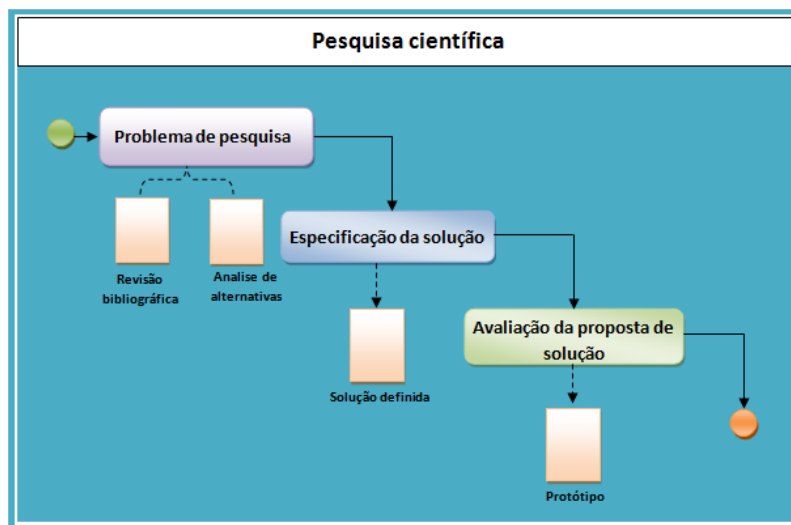 Pesquisa científica
Problema de pesquisa
Revisão
bibliográfica
Analise de
alternativas
Especificação da solução
Solução definida
Avaliação da proposta de
solução
Protótipo